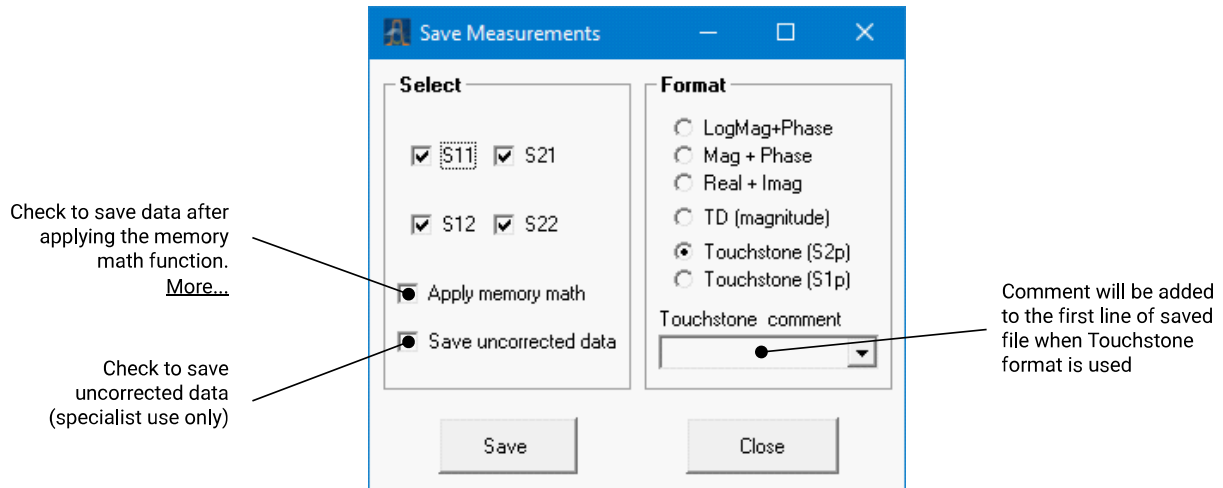 Save Measurements
Select
S11 S21
S12 S22
Apply memory math
Save uncorrected data
Format
LogMag+Phase
Mag + Phase
Real + Imag
TD (magnitude)
Touchstone (S2p)
Touchstone (S1p)
Touchstone comment
Save
Close
Check to save data after
applying the memory
math function.
More...
Check to save
uncorrected data
(specialist use only)
Comment will be added
to the first line of saved
file when Touchstone
format is used